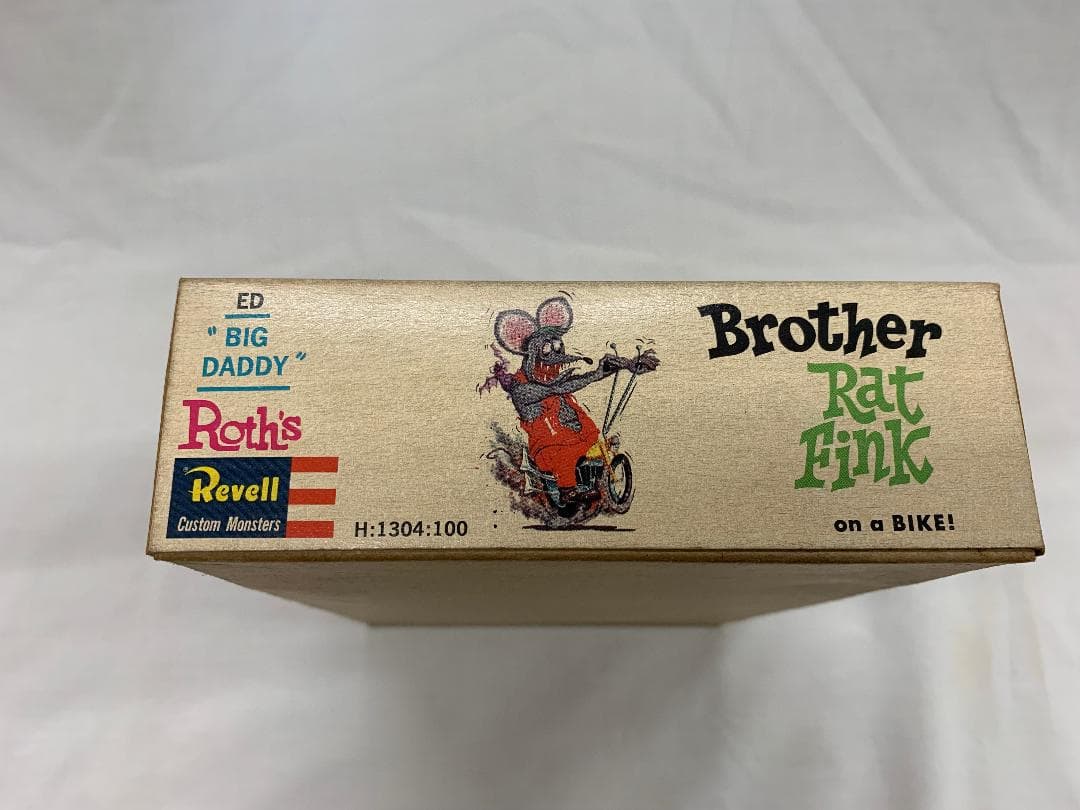 ED
"BIG
DADDY"
Roth's
Revell
Custom Monsters
H:1304:100
Brother
Rat
Fink
on a BIKE!